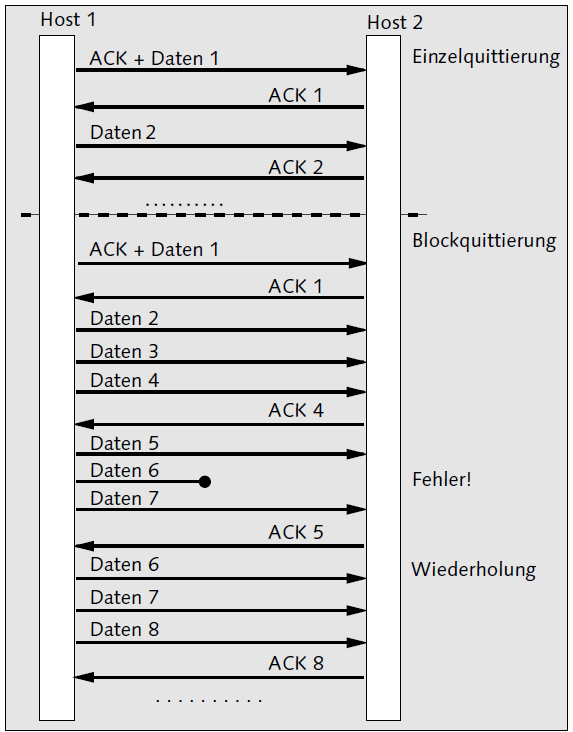 Host 1
Host 2
ACK + Daten 1
Einzelquittierung
ACK 1
Daten 2
ACK 2
..........
Blockquittierung
ACK + Daten 1
ACK 1
Daten 2
Daten 3
Daten 4
ACK 4
Daten 5
Daten 6
Fehler!
Daten 7
ACK 5
Daten 6
Wiederholung
Daten 7
Daten 8
ACK 8
..........